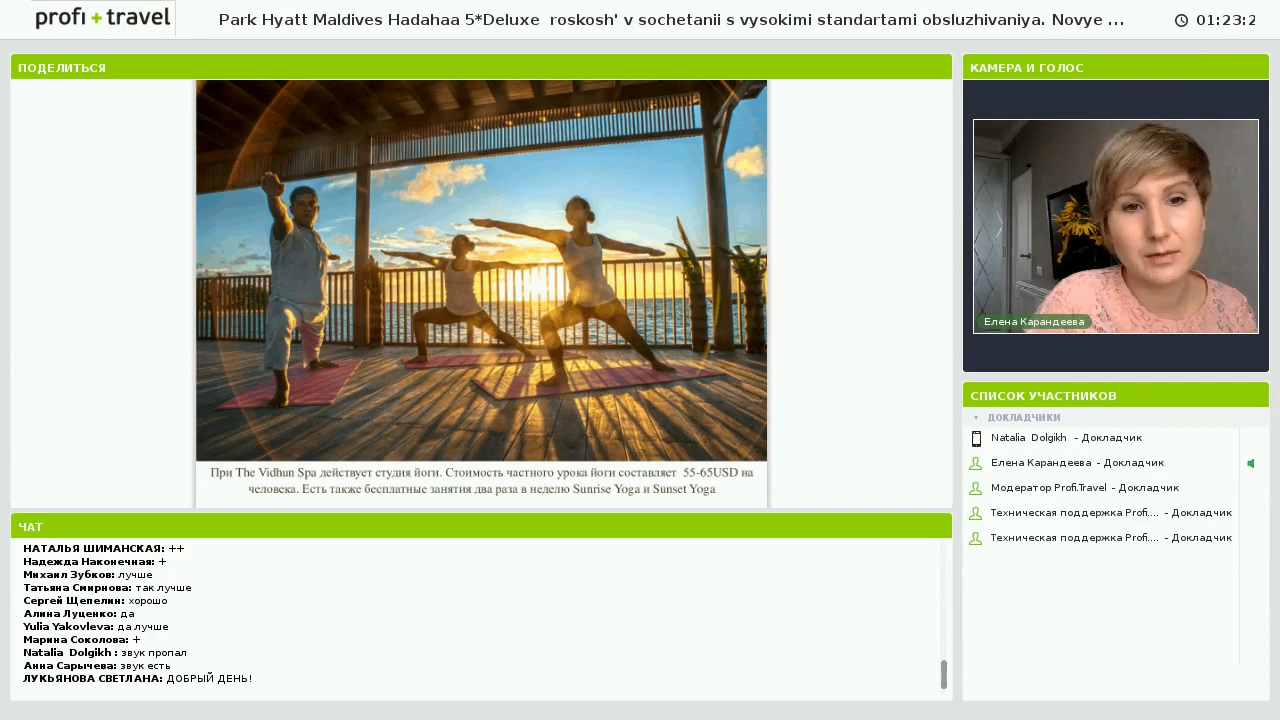 profi + travel
Park Hyatt Maldives Hadahaa 5*Deluxe roskosh' v sochetanii s vysokimi standartami obsluzhivaniya. Novye ...
01:23:2
ПОДЕЛИТЬСЯ
При The Vidhun Spa действует студия йоги. Стоимость частного урока йоги составляет 55-65USD на
человека. Есть также бесплатные занятия два раза в неделю Sunrise Yoga и Sunset Yoga
ЧАТ
НАТАЛЬЯ ШИМАНСКАЯ: ++
Надежда Наконечная: +
Михаил Зубков: лучше
Татьяна Смирнова: так лучше
Сергей Щепелин: хорошо
Алина Луценко: да
Yulia Yakovleva: да лучше
Марина Соколова: +
Natalia Dolgikh : звук пропал
Анна Сарычева: звук есть
ЛУКЬЯНОВА СВЕТЛАНА: ДОБРЫЙ ДЕНЬ!
КАМЕРА И ГОЛОС
Елена Карандеева
СПИСОК УЧАСТНИКОВ
ДОКЛАДЧИКИ
Natalia Dolgikh - Докладчик
Елена Карандеева - Докладчик
Модератор Profi.Travel - Докладчик
Техническая поддержка Profi.... - Докладчик
Техническая поддержка Profi.... - Докладчик